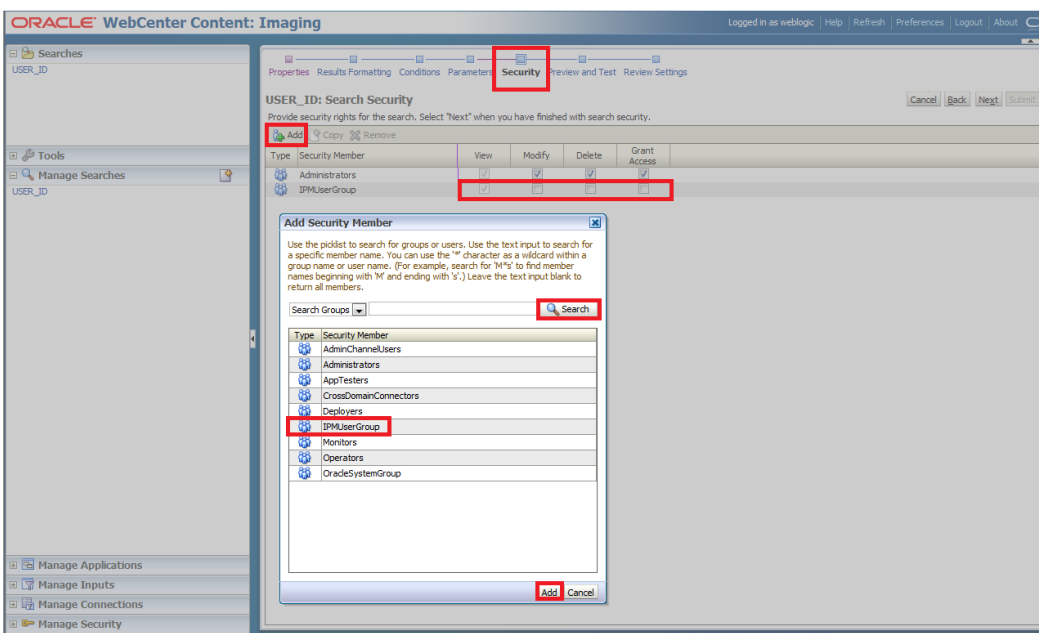 ORACLE' WebCenter Content: Imaging
Logged in as weblogic Help Refresh Preferences Logout About
Searches
USER_ID
Tools
Manage Searches
USER_ID
Manage Applications
Manage Inputs
Manage Connections
Manage Security
Properties Results Formatting Conditions Parameters Security Preview and Test Review Settings
USER_ID: Search Security
Cancel Back Next Submit
Provide security rights for the search. Select "Next" when you have finished with search security.
Add Copy Remove
Type Security Member View Modify Delete Grant Access
Administrators
IPMUserGroup
Add Security Member
Use the picklist to search for groups or users. Use the text input to search for
a specific member name. You can use the '*' character as a wildcard within a
group name or user name. (For example, search for 'M*s' to find member
names beginning with 'M' and ending with 's'.) Leave the text input blank to
return all members.
Search Groups Search
Type Security Member
AdminChannelUsers
Administrators
AppTesters
CrossDomainConnectors
Deployers
IPMUserGroup
Monitors
Operators
OracleSystemGroup
Add Cancel